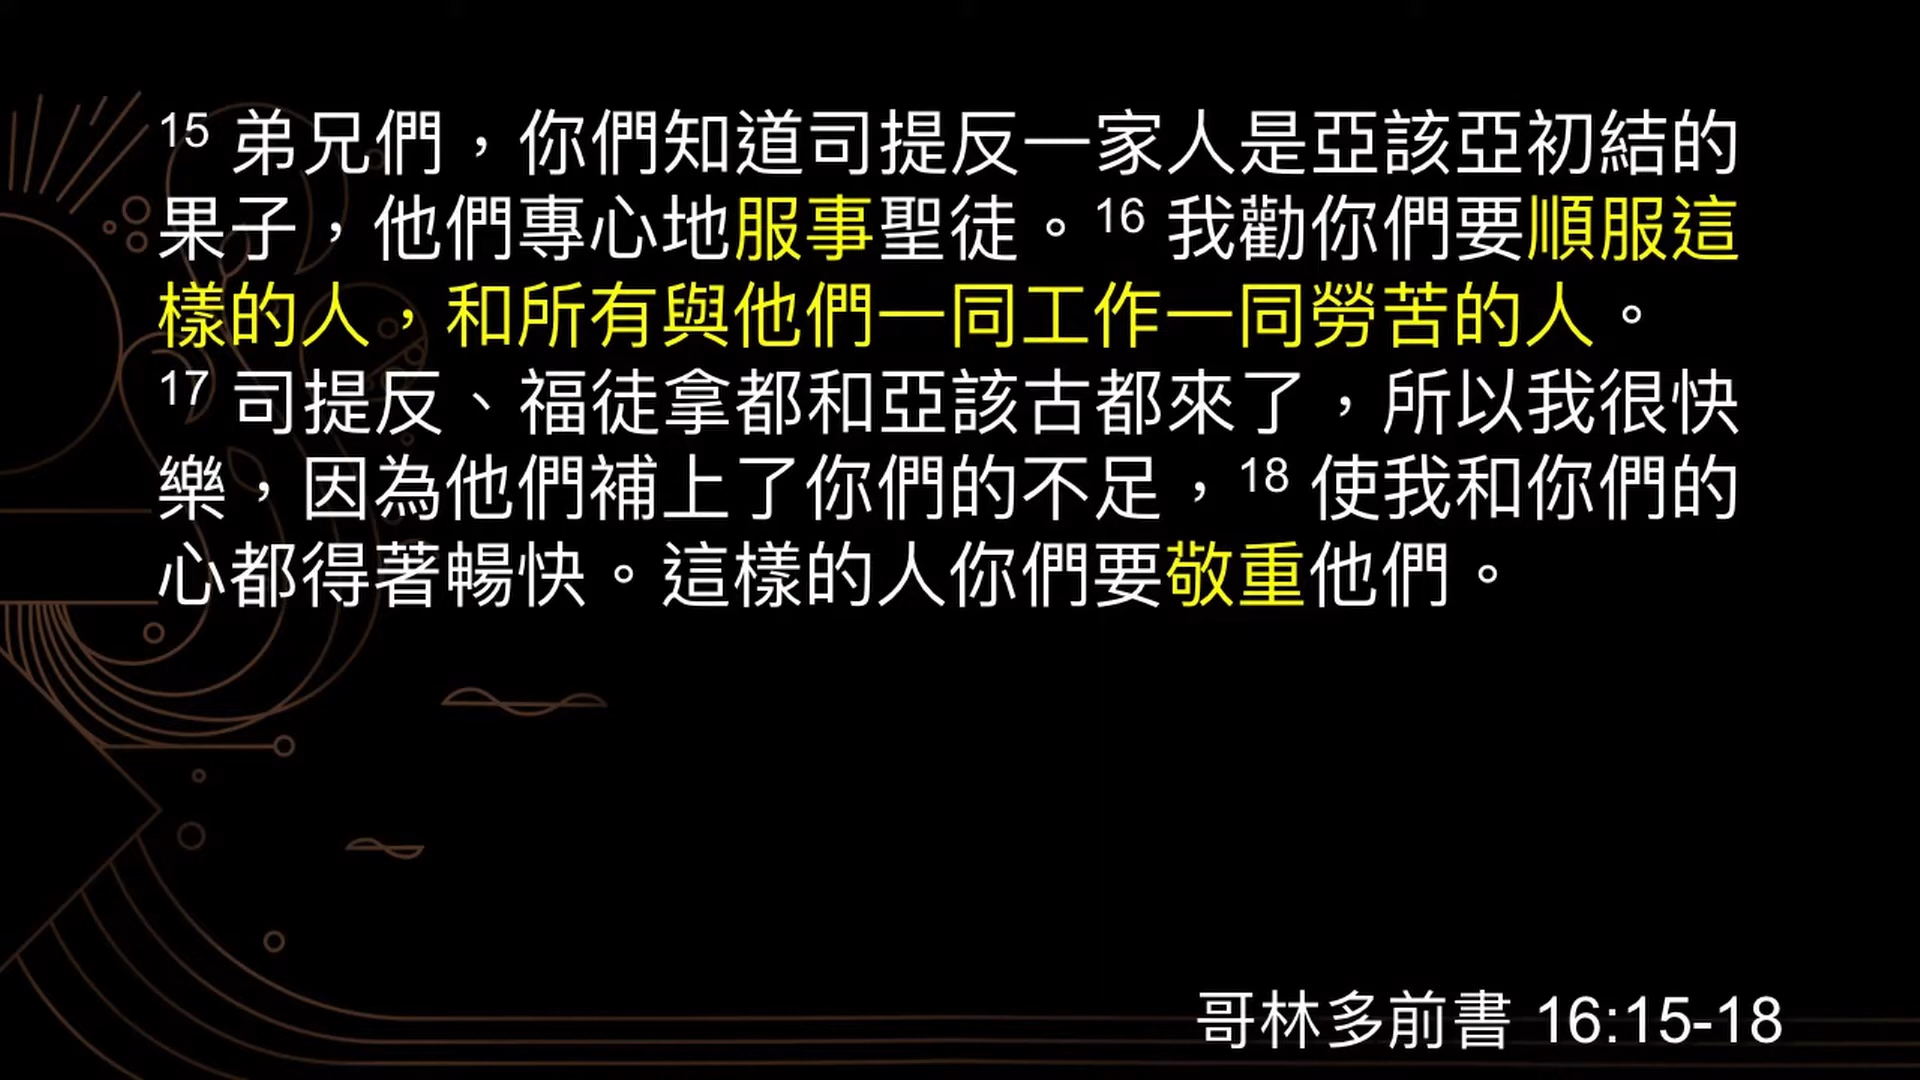 15 弟兄們，你們知道司提反一家人是亞該亞初結的
果子，他們專心地服事聖徒。16 我勸你們要順服這
樣的人，和所有與他們一同工作一同勞苦的人。
17 司提反、福徒拿都和亞該古都來了，所以我很快
樂，因為他們補上了你們的不足，18 使我和你們的
心都得著暢快。這樣的人你們要敬重他們。
哥林多前書 16:15-18